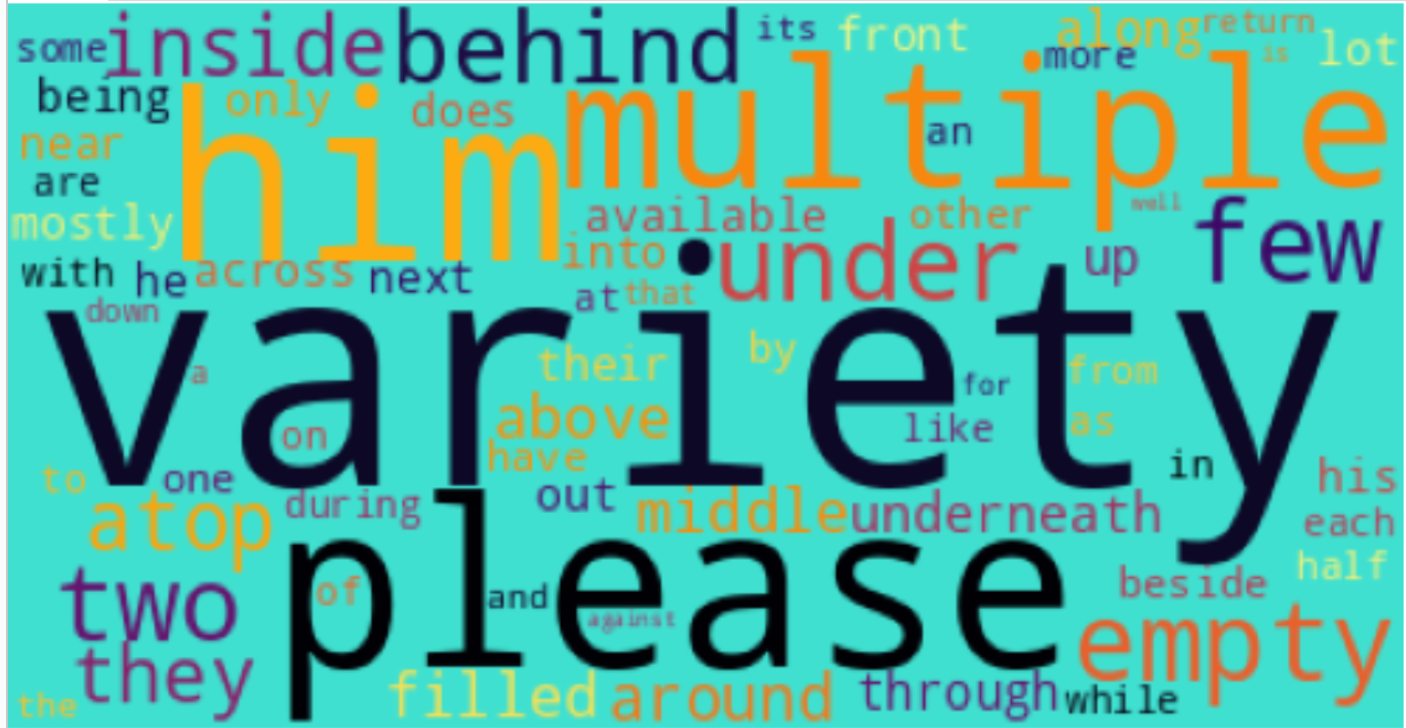 some inside behind its front along return
more is lot
being only does multiple
him an
near
are
mostly available other well few
into under up
with he across next
at that
down
variety
their by
a from
for
above like as
on
have
to one out in his
atop during middle underneath each
please half
two of and beside
against
empty
they
filled around through while
the